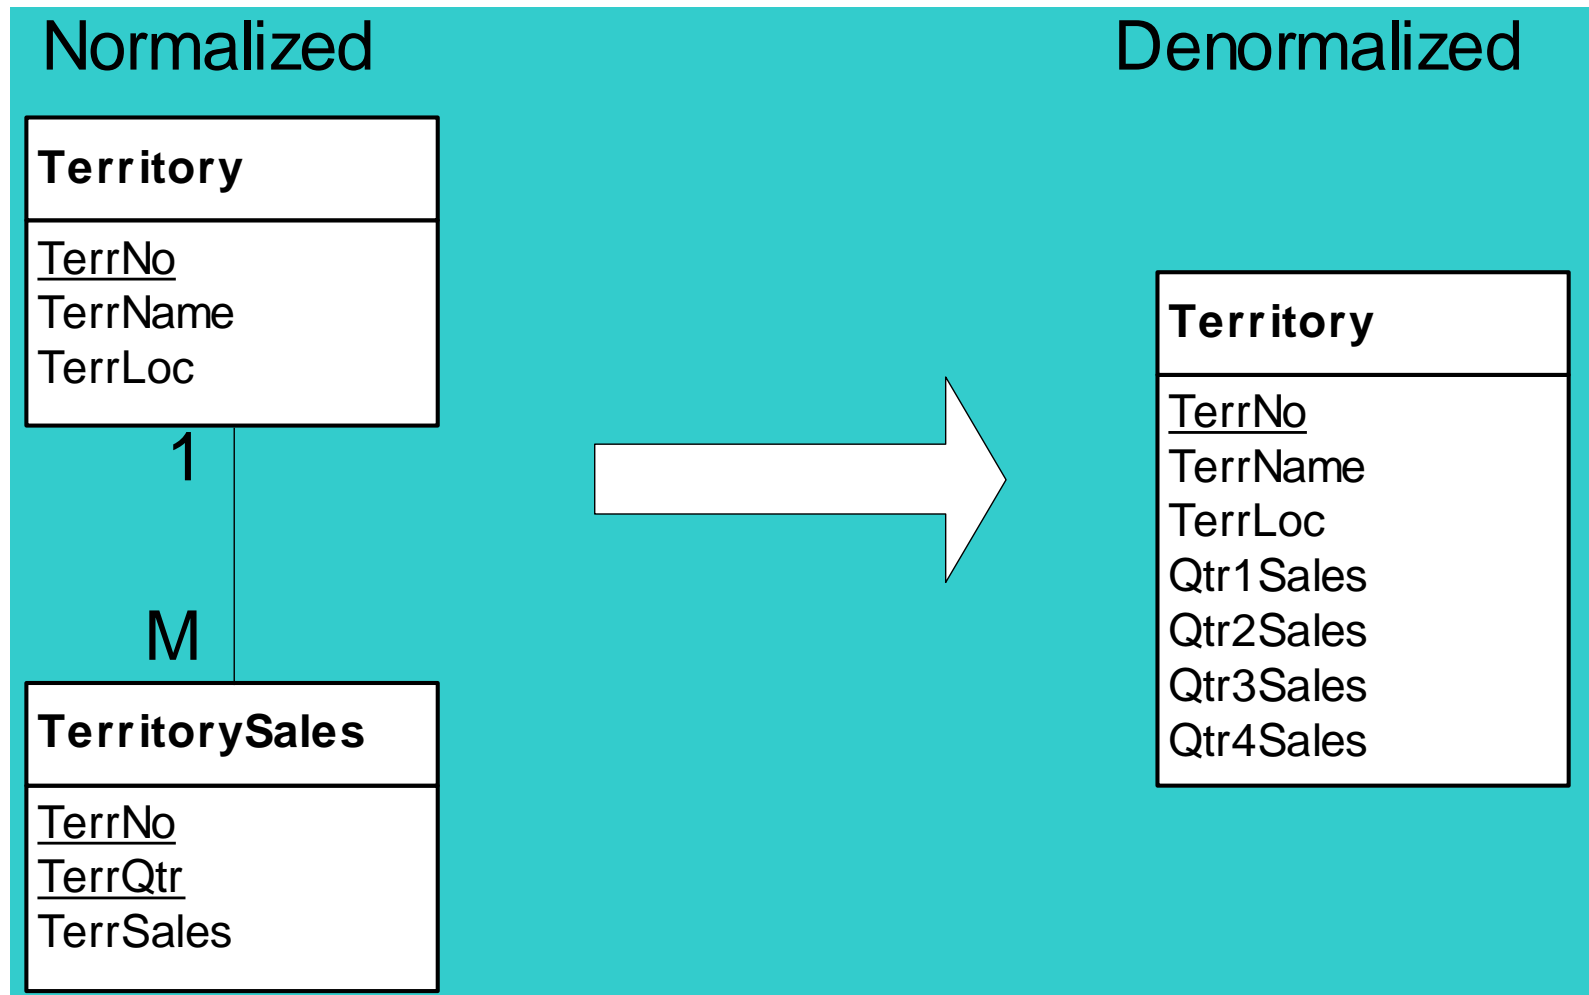 Normalized
Denormalized
Territory
TerrNo
TerrName
TerrLoc
1
M
TerritorySales
TerrNo
TerrQtr
TerrSales
Territory
TerrNo
TerrName
TerrLoc
Qtr1Sales
Qtr2Sales
Qtr3Sales
Qtr4Sales